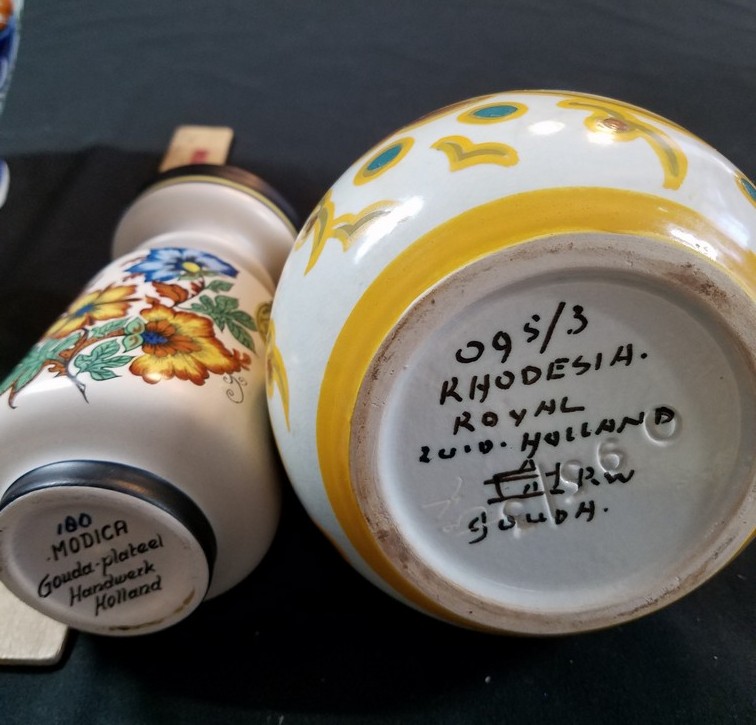 180
MODICA
Gouda-plateel
Handwerk
Holland
095/3
RHODESIA.
ROYAL
ZUID. HOLLAND
RW
GOUDA.